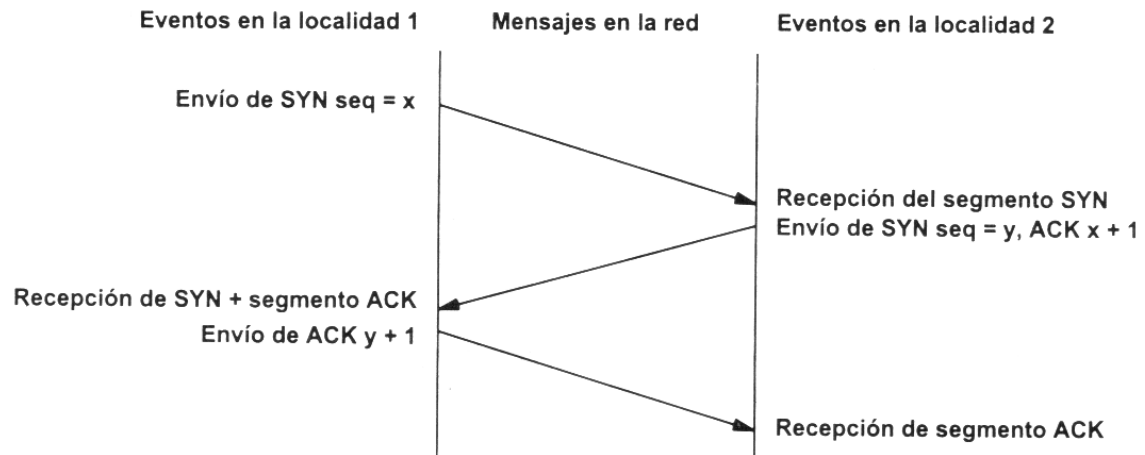 Eventos en la localidad 1
Mensajes en la red
Eventos en la localidad 2
Envío de SYN seq = x
Recepción del segmento SYN
Envío de SYN seq = y, ACK x + 1
Recepción de SYN + segmento ACK
Envío de ACK y + 1
Recepción de segmento ACK